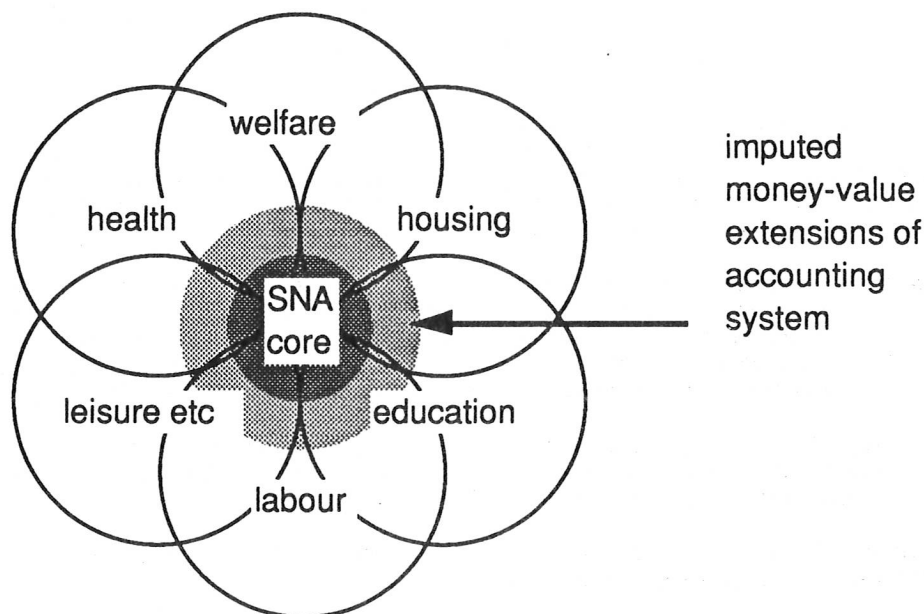 welfare
health
housing
SNA
core
leisure etc
education
labour
imputed
money-value
extensions of
accounting
system